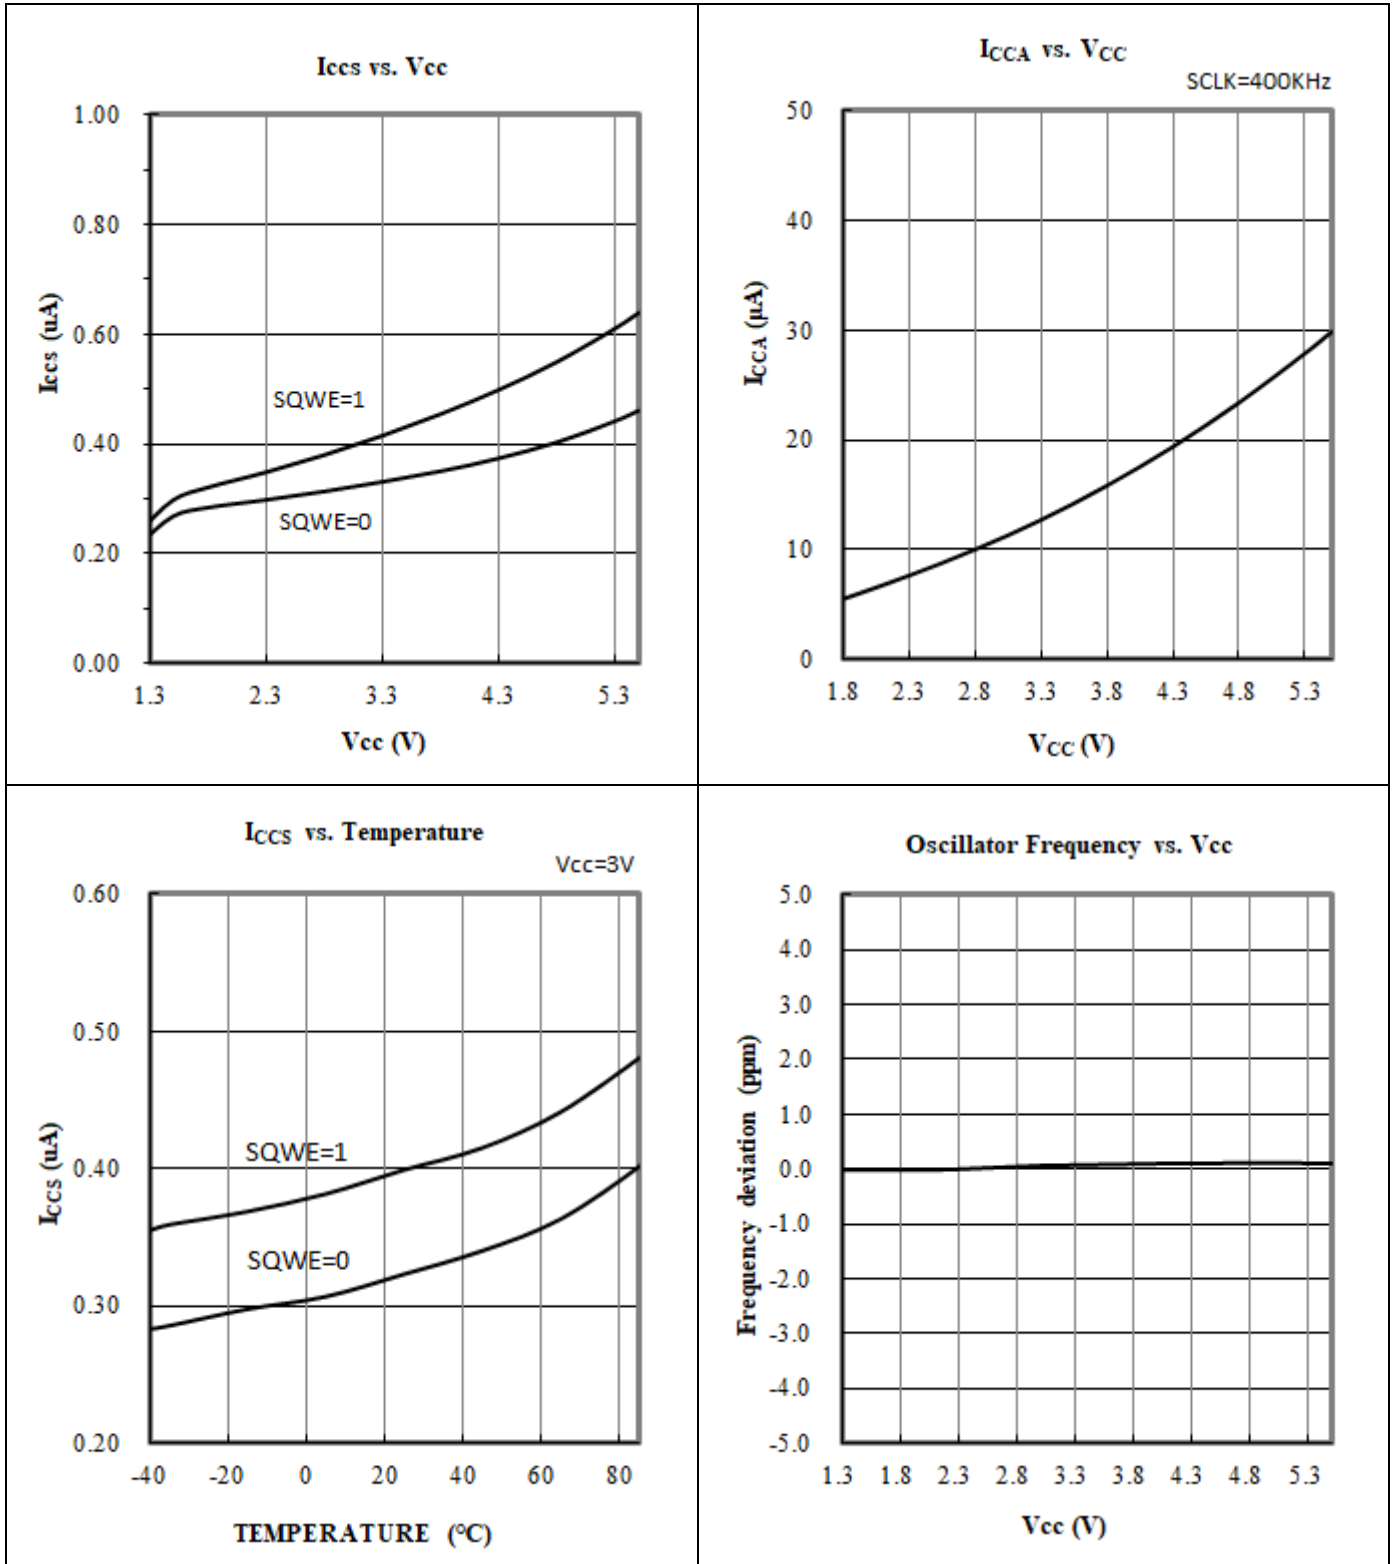 Iccs vs. Vcc
1.00
0.80
0.60
0.40
0.20
0.00
Iccs (uA)
SQWE=1
SQWE=0
1.3 2.3 3.3 4.3 5.3
Vcc (V)
ICCA vs. VCC
SCLK=400KHz
50
40
30
20
10
0
ICCA (µA)
1.8 2.3 2.8 3.3 3.8 4.3 4.8 5.3
VCC (V)
ICCS vs. Temperature
Vcc=3V
0.60
0.50
0.40
0.30
0.20
ICCS (uA)
SQWE=1
SQWE=0
-40 -20 0 20 40 60 80
TEMPERATURE (°C)
Oscillator Frequency vs. Vcc
5.0
4.0
3.0
2.0
1.0
0.0
-1.0
-2.0
-3.0
-4.0
-5.0
Frequency deviation (ppm)
1.3 1.8 2.3 2.8 3.3 3.8 4.3 4.8 5.3
Vcc (V)